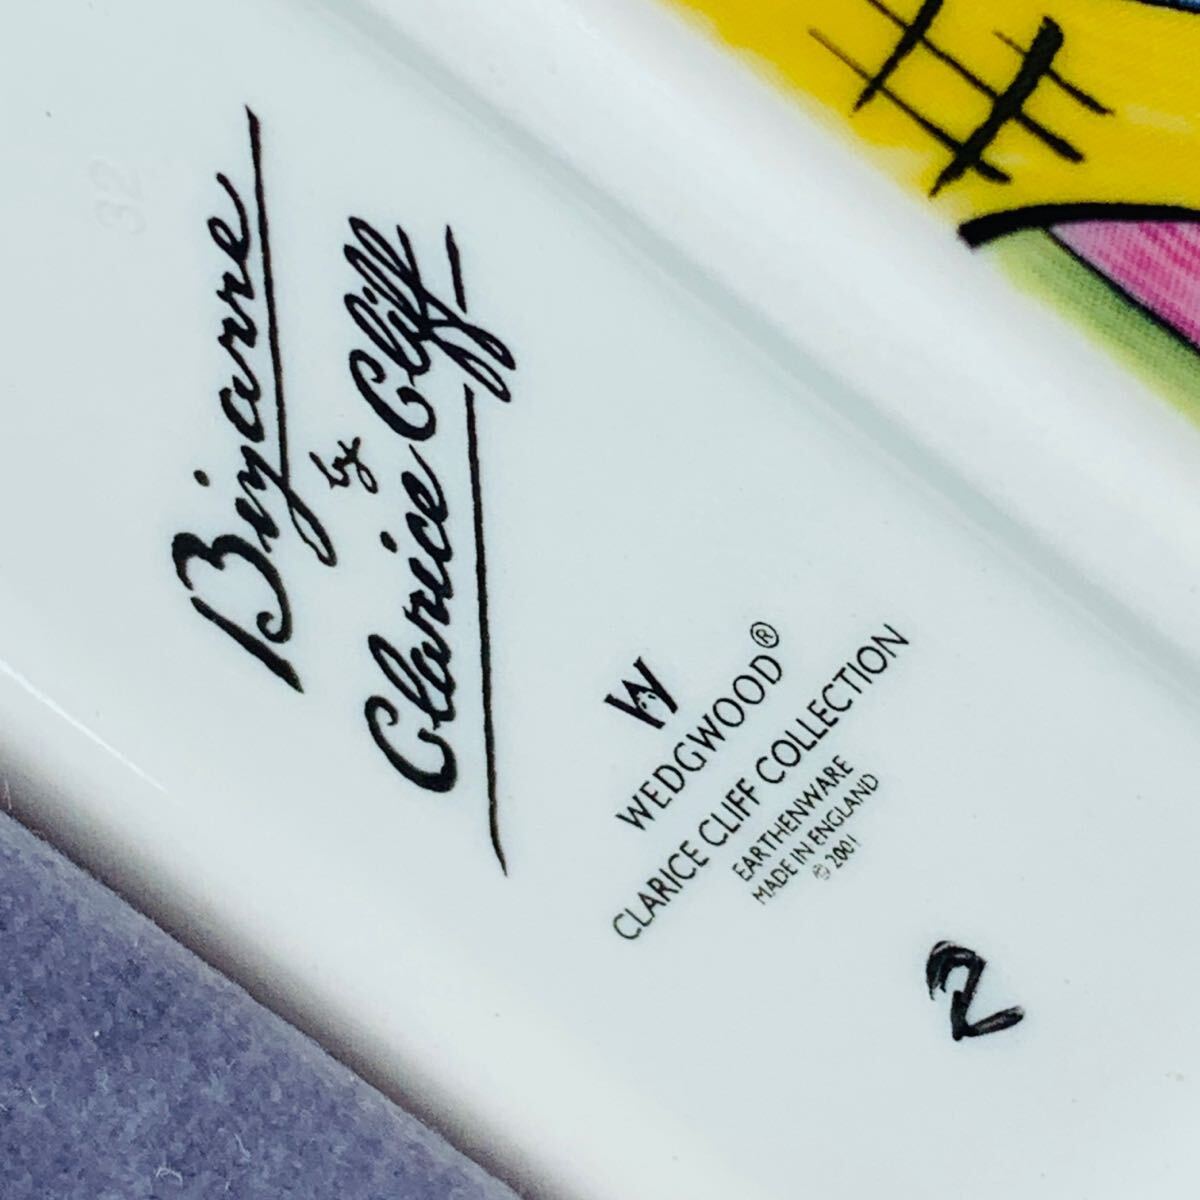 Bizarre
by
Clarice Cliff
W
WEDGWOOD®
CLARICE CLIFF COLLECTION
EARTHENWARE
MADE IN ENGLAND
© 2001
2
32